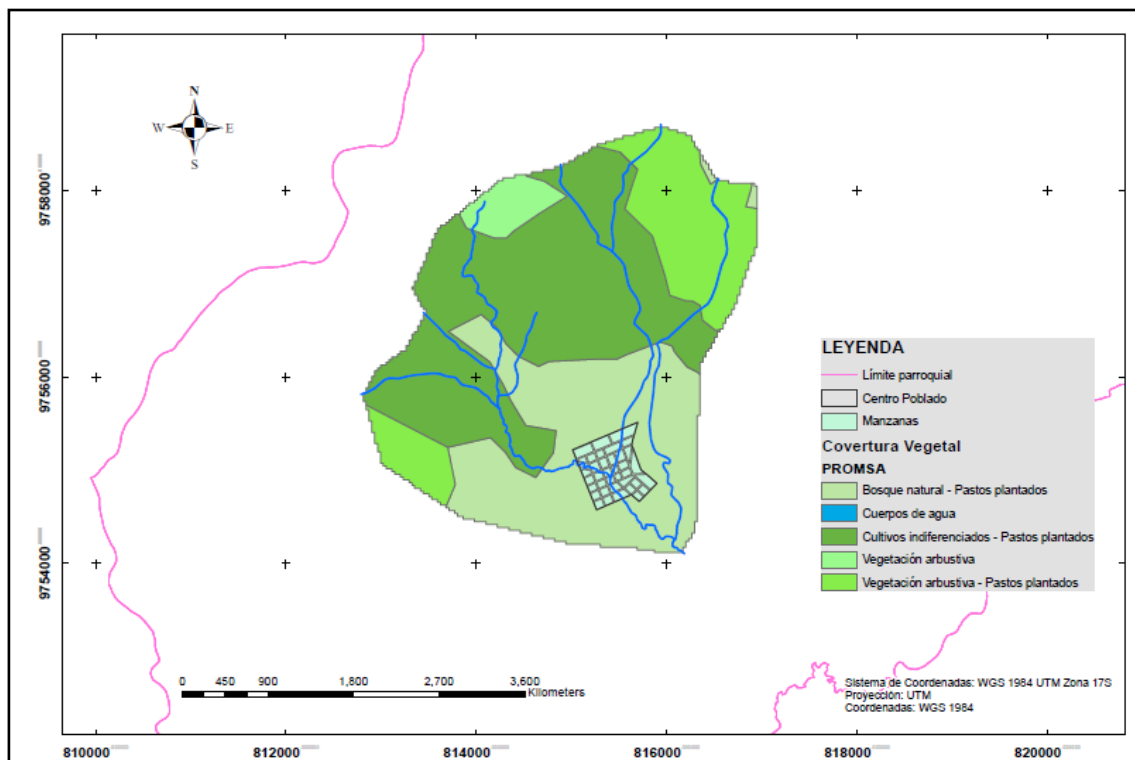 N
W E
S
9758000
9756000
9754000
LEYENDA
Límite parroquial
Centro Poblado
Manzanas
Covertura Vegetal
PROMSA
Bosque natural - Pastos plantados
Cuerpos de agua
Cultivos indiferenciados - Pastos plantados
Vegetación arbustiva
Vegetación arbustiva - Pastos plantados
0 450 900 1,800 2,700 3,600
Kilometers
Sistema de Coordenadas: WGS 1984 UTM Zona 17S
Proyección: UTM
Coordenadas: WGS 1984
810000 812000 814000 816000 818000 820000